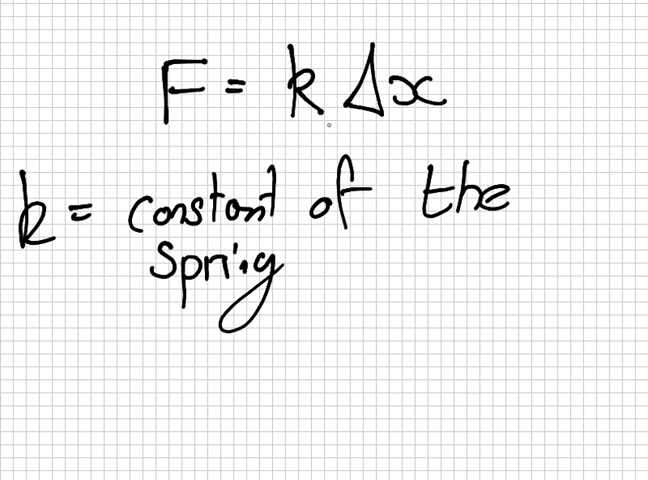 F = k Δx
k = constant of the
Spring